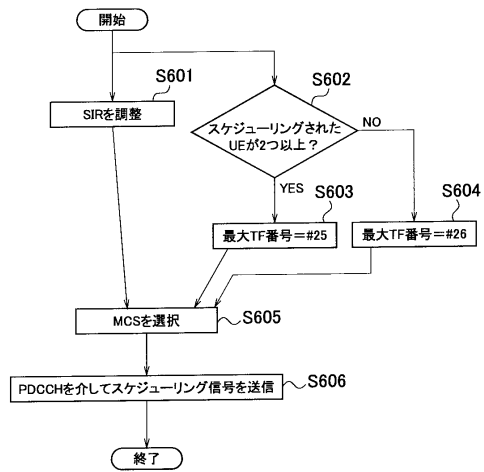 開始
S601
SIRを調整
S602
スケジューリングされた
UEが2つ以上？
NO
YES
S603
最大TF番号＝#25
S604
最大TF番号＝#26
MCSを選択
S605
PDCCHを介してスケジューリング信号を送信
S606
終了